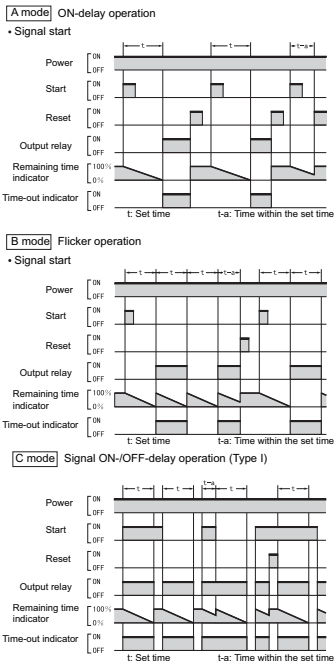 A mode ON-delay operation
• Signal start
t t t-a
Power ON
OFF
Start ON
OFF
Reset ON
OFF
Output relay ON
OFF
Remaining time indicator 100%
0%
Time-out indicator ON
OFF
t: Set time t-a: Time within the set time
B mode Flicker operation
• Signal start
t t t t-a t t
Power ON
OFF
Start ON
OFF
Reset ON
OFF
Output relay ON
OFF
Remaining time indicator 100%
0%
Time-out indicator ON
OFF
t: Set time t-a: Time within the set time
C mode Signal ON-/OFF-delay operation (Type I)
t-a
t t t t
Power ON
OFF
Start ON
OFF
Reset ON
OFF
Output relay ON
OFF
Remaining time indicator 100%
0%
Time-out indicator ON
OFF
t: Set time t-a: Time within the set time